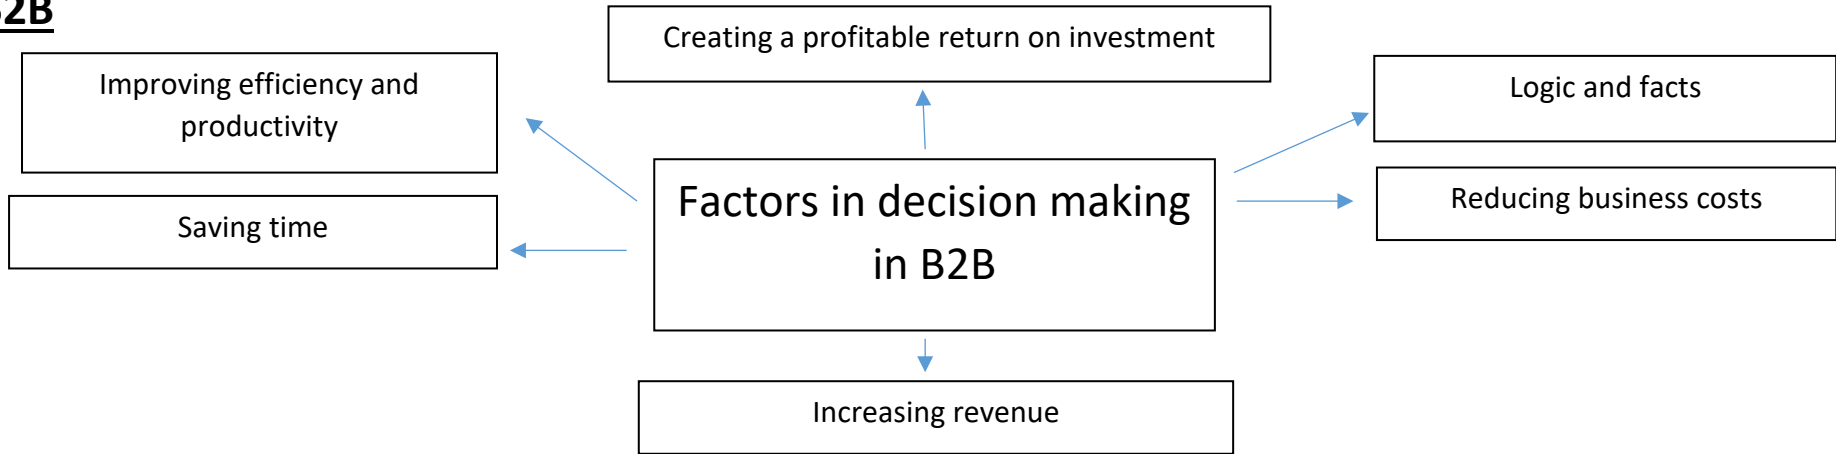 B2B
Creating a profitable return on investment
Improving efficiency and
productivity
Logic and facts
Saving time
Factors in decision making
in B2B
Reducing business costs
Increasing revenue